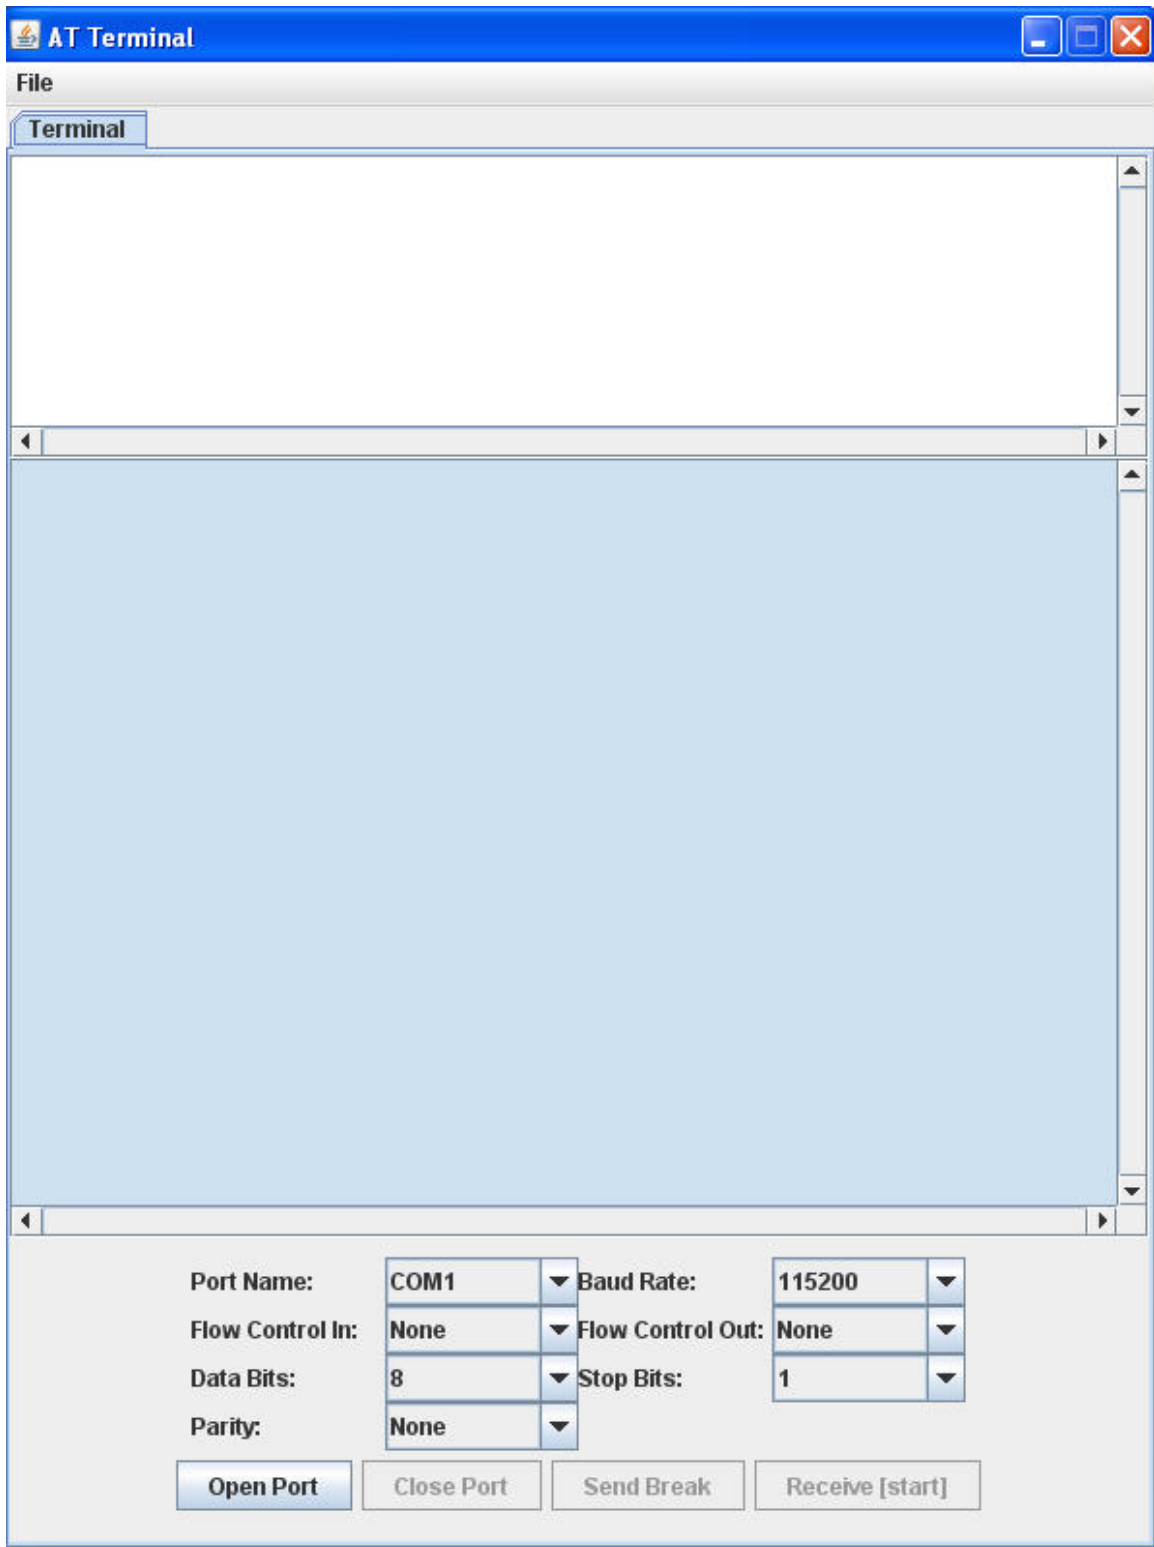 AT Terminal
File
Terminal
Port Name: COM1 Baud Rate: 115200
Flow Control In: None Flow Control Out: None
Data Bits: 8 Stop Bits: 1
Parity: None
Open Port Close Port Send Break Receive [start]